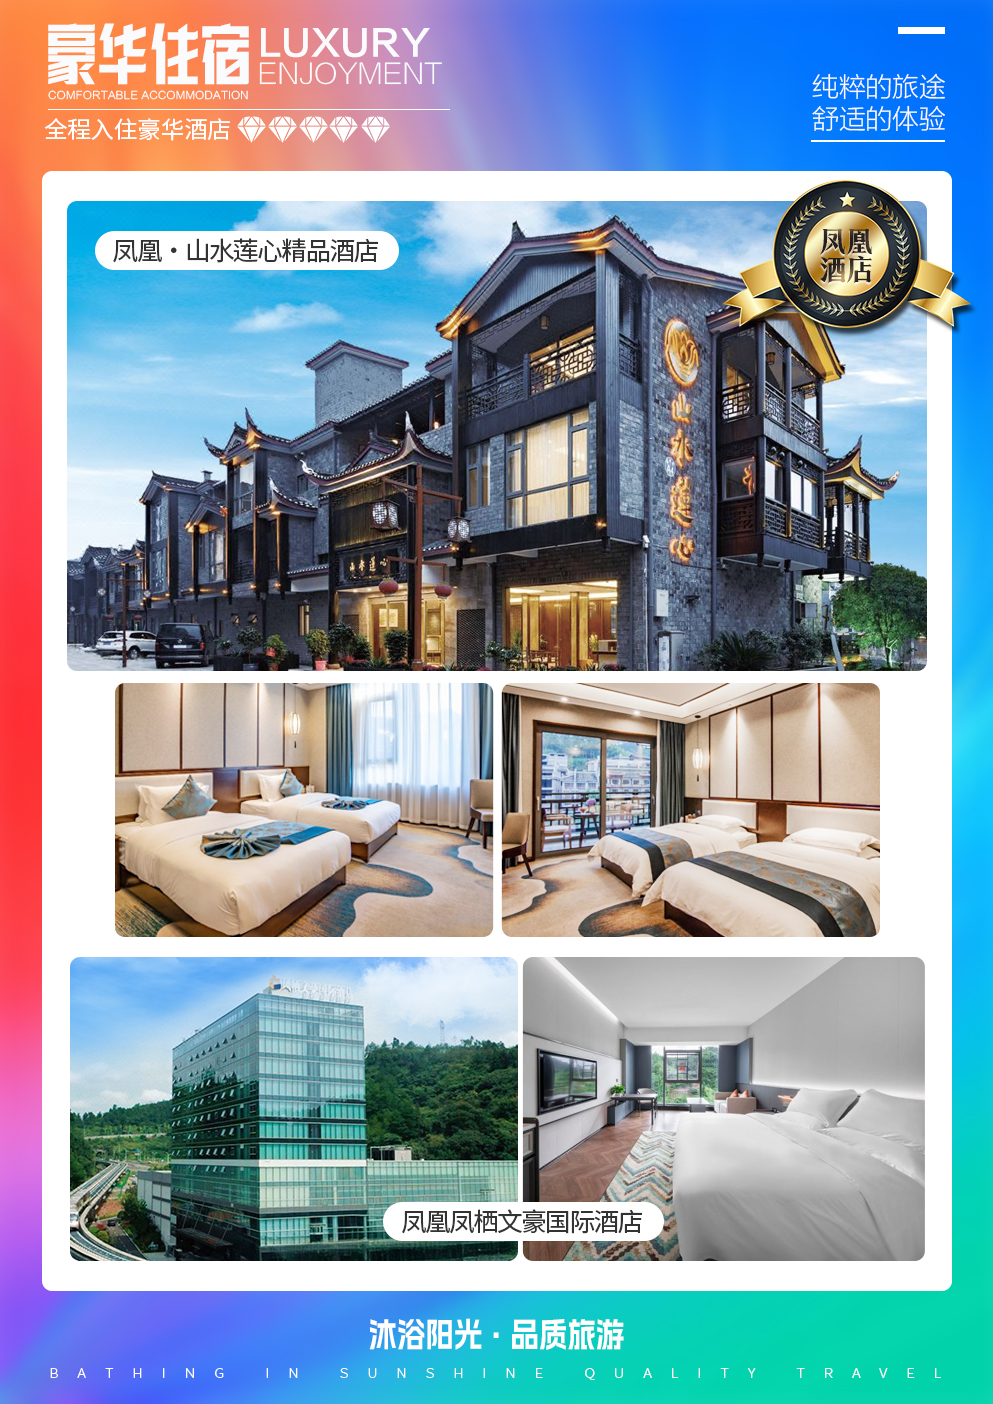 豪华住宿
LUXURY
ENJOYMENT
COMFORTABLE ACCOMMODATION
全程入住豪华酒店
纯粹的旅途
舒适的体验
凤凰·山水莲心精品酒店
凤凰
酒店
山水莲心
凤凰凤栖文豪国际酒店
沐浴阳光·品质旅游
BATHING IN SUNSHINE QUALITY TRAVEL